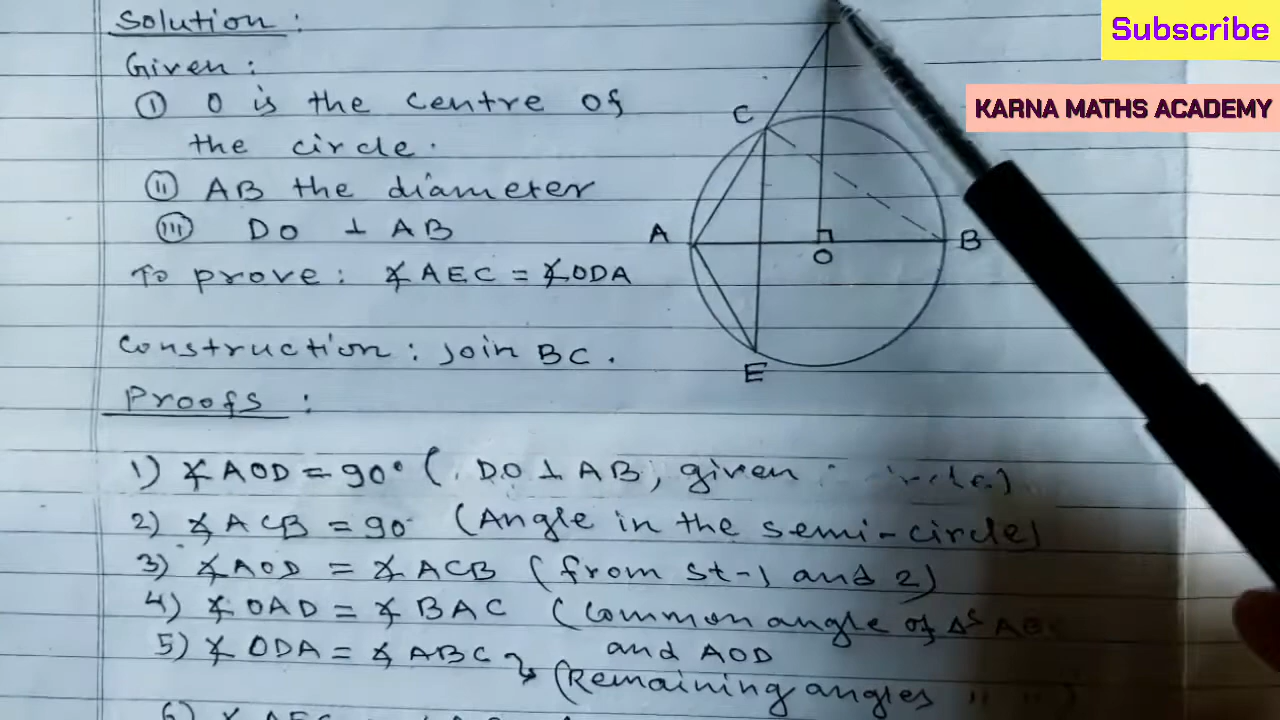 Solution :
Given :
(i) O is the centre of
the circle.
(ii) AB the diameter
(iii) DO ⊥ AB
To prove : ∡AEC = ∡ODA
Construction : Join BC .
Proofs :
1) ∡AOD = 90° ( DO ⊥ AB, given
2) ∡ACB = 90° (Angle in the semi-circle)
3) ∡AOD = ∡ACB (from st-1 and 2)
4) ∡OAD = ∡BAC (Common angle of Δˢ
and AOD
5) ∡ODA = ∡ABC
(Remaining angles " " )
6)
C
A
B
O
E
Subscribe
KARNA MATHS ACADEMY